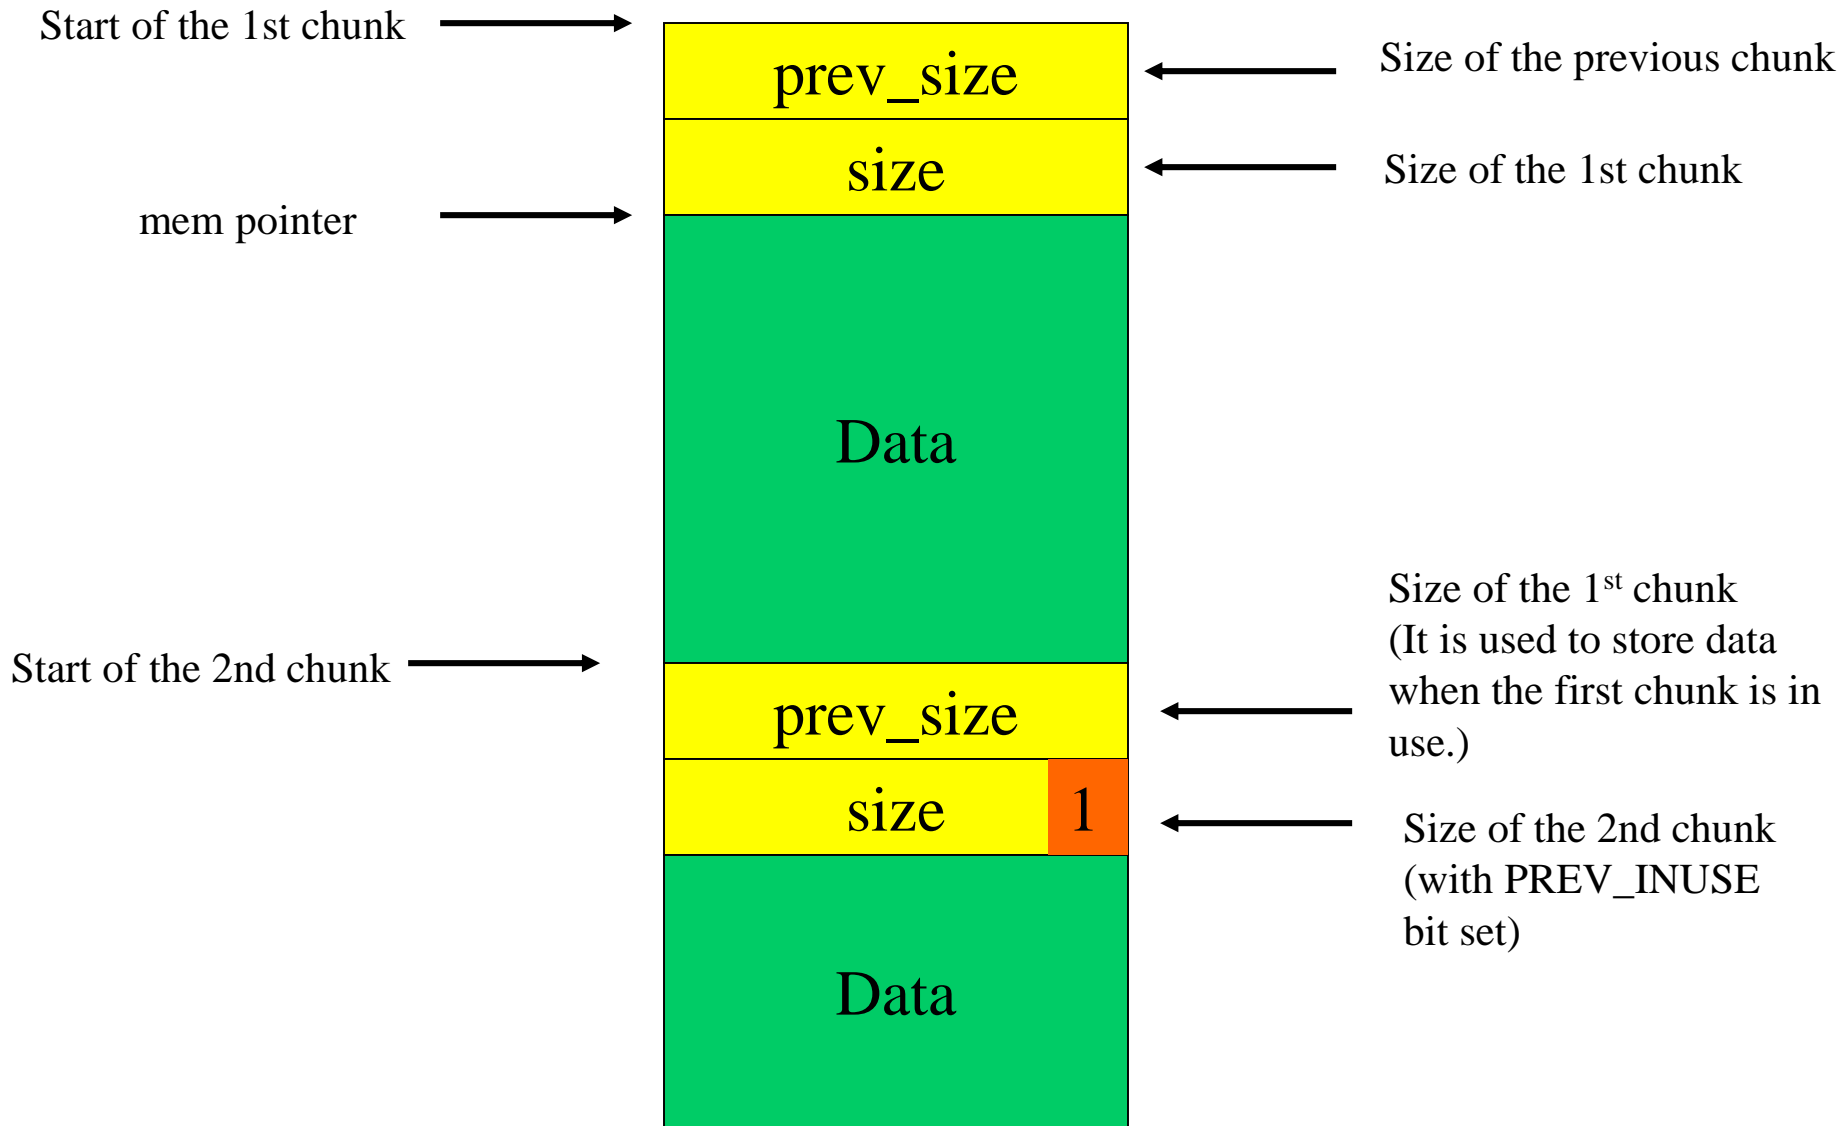 Start of the 1st chunk
prev_size
Size of the previous chunk
size
Size of the 1st chunk
mem pointer
Data
Size of the 1st chunk
(It is used to store data
when the first chunk is in
use.)
Start of the 2nd chunk
prev_size
size
1
Size of the 2nd chunk
(with PREV_INUSE
bit set)
Data